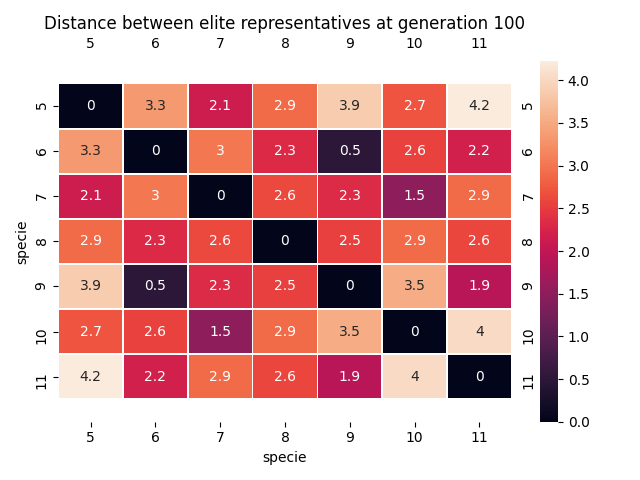 Distance between elite representatives at generation 100
5 6 7 8 9 10 11
5 0 3.3 2.1 2.9 3.9 2.7 4.2 5
6 3.3 0 3 2.3 0.5 2.6 2.2 6
7 2.1 3 0 2.6 2.3 1.5 2.9 7
8 2.9 2.3 2.6 0 2.5 2.9 2.6 8
9 3.9 0.5 2.3 2.5 0 3.5 1.9 9
10 2.7 2.6 1.5 2.9 3.5 0 4 10
11 4.2 2.2 2.9 2.6 1.9 4 0 11
5 6 7 8 9 10 11
specie
specie
4.0
3.5
3.0
2.5
2.0
1.5
1.0
0.5
0.0